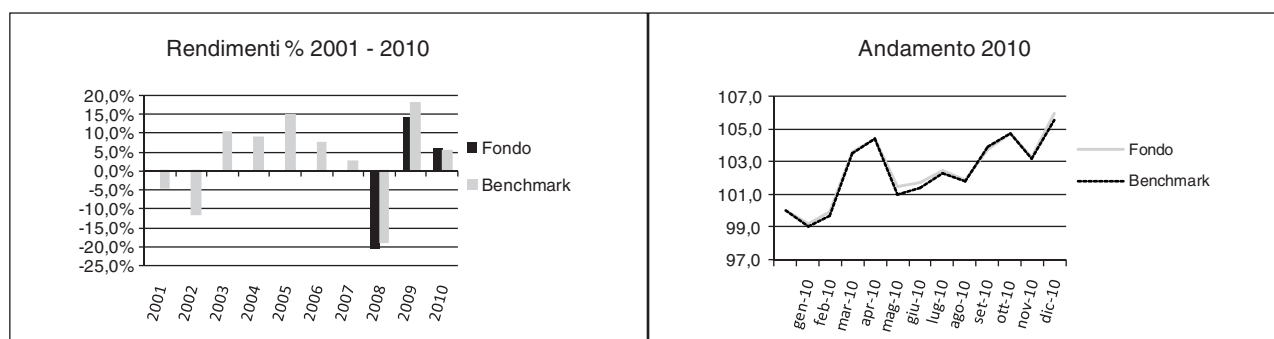 Rendimenti % 2001 - 2010
20,0%
15,0%
10,0%
5,0%
0,0%
-5,0%
-10,0%
-15,0%
-20,0%
-25,0%
2001
2002
2003
2004
2005
2006
2007
2008
2009
2010
Fondo
Benchmark
Andamento 2010
107,0
105,0
103,0
101,0
99,0
97,0
gen-10
feb-10
mar-10
apr-10
mag-10
giu-10
lug-10
ago-10
set-10
ott-10
nov-10
dic-10
Fondo
Benchmark